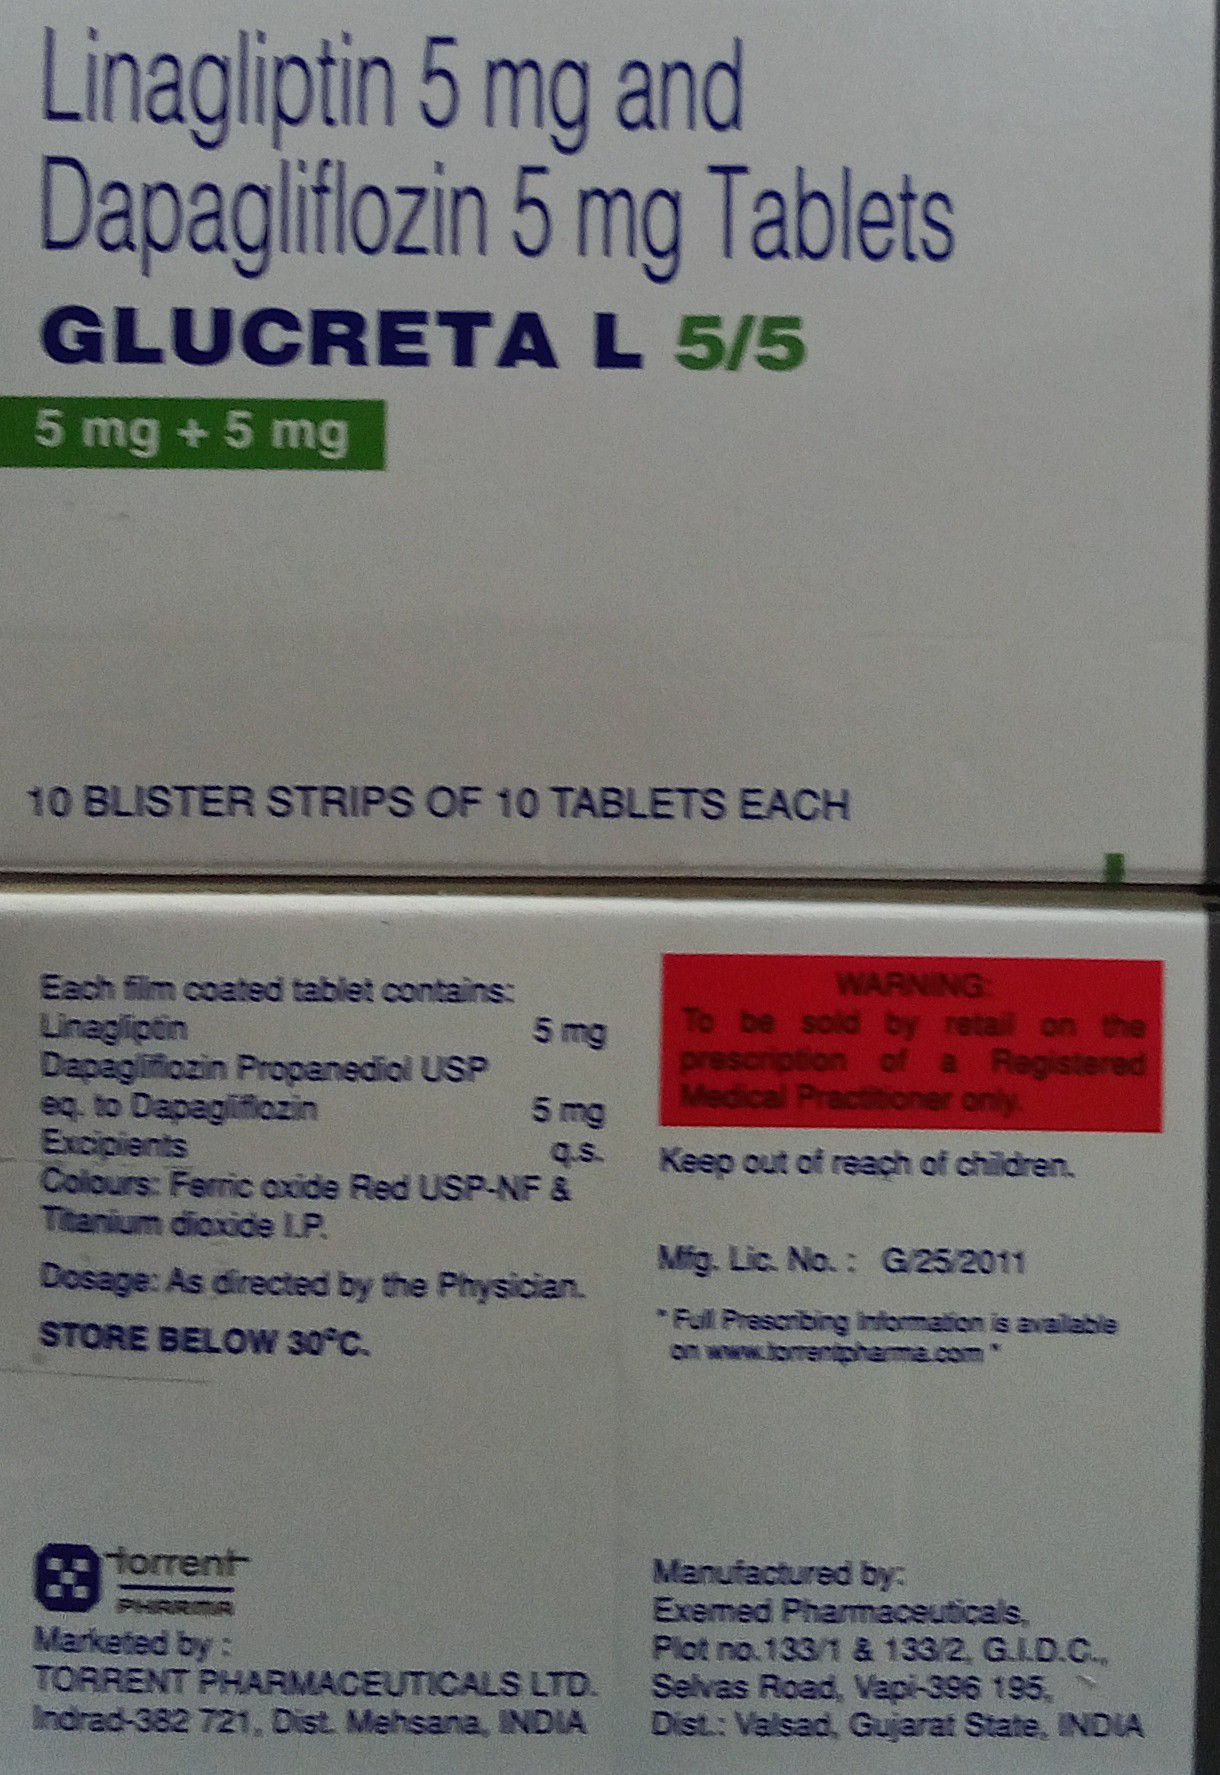 Linagliptin 5 mg and
Dapagliflozin 5 mg Tablets
GLUCRETA L 5/5
5 mg + 5 mg
10 BLISTER STRIPS OF 10 TABLETS EACH
Each film coated tablet contains:
Linagliptin 5 mg
Dapagliflozin Propanediol USP
eq. to Dapagliflozin 5 mg
Excipients q.s.
Colours: Ferric oxide Red USP-NF &
Titanium dioxide I.P.
Dosage: As directed by the Physician.
STORE BELOW 30°C.
WARNING:
To be sold by retail on the
prescription of a Registered
Medical Practitioner only.
Keep out of reach of children.
Mfg. Lic. No. : G/25/2011
* Full Prescribing Information is available
on www.torrentpharma.com *
torrent
PHARMA
Marketed by :
TORRENT PHARMACEUTICALS LTD.
Indrad-382 721, Dist. Mehsana, INDIA
Manufactured by:
Exemed Pharmaceuticals,
Plot no.133/1 & 133/2, G.I.D.C.,
Selvas Road, Vapi-396 195,
Dist.: Valsad, Gujarat State, INDIA